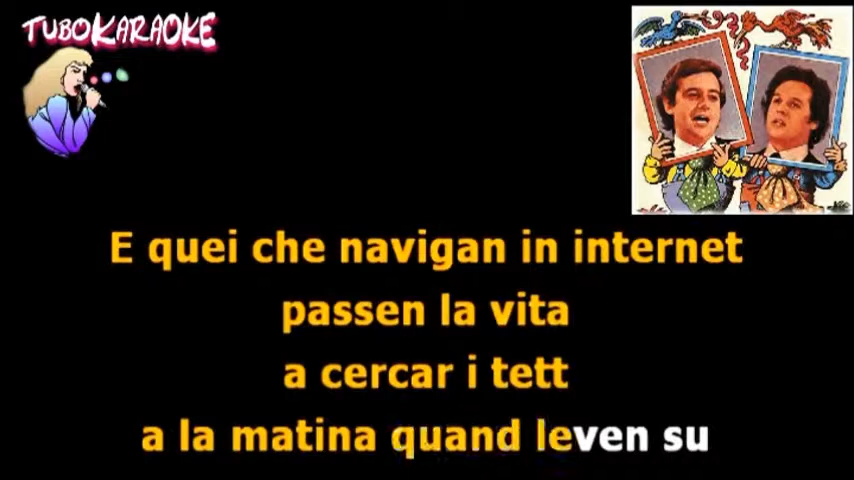 TUBOKARAOKE
E quei che navigan in internet
passen la vita
a cercar i tett
a la matina quand leven su